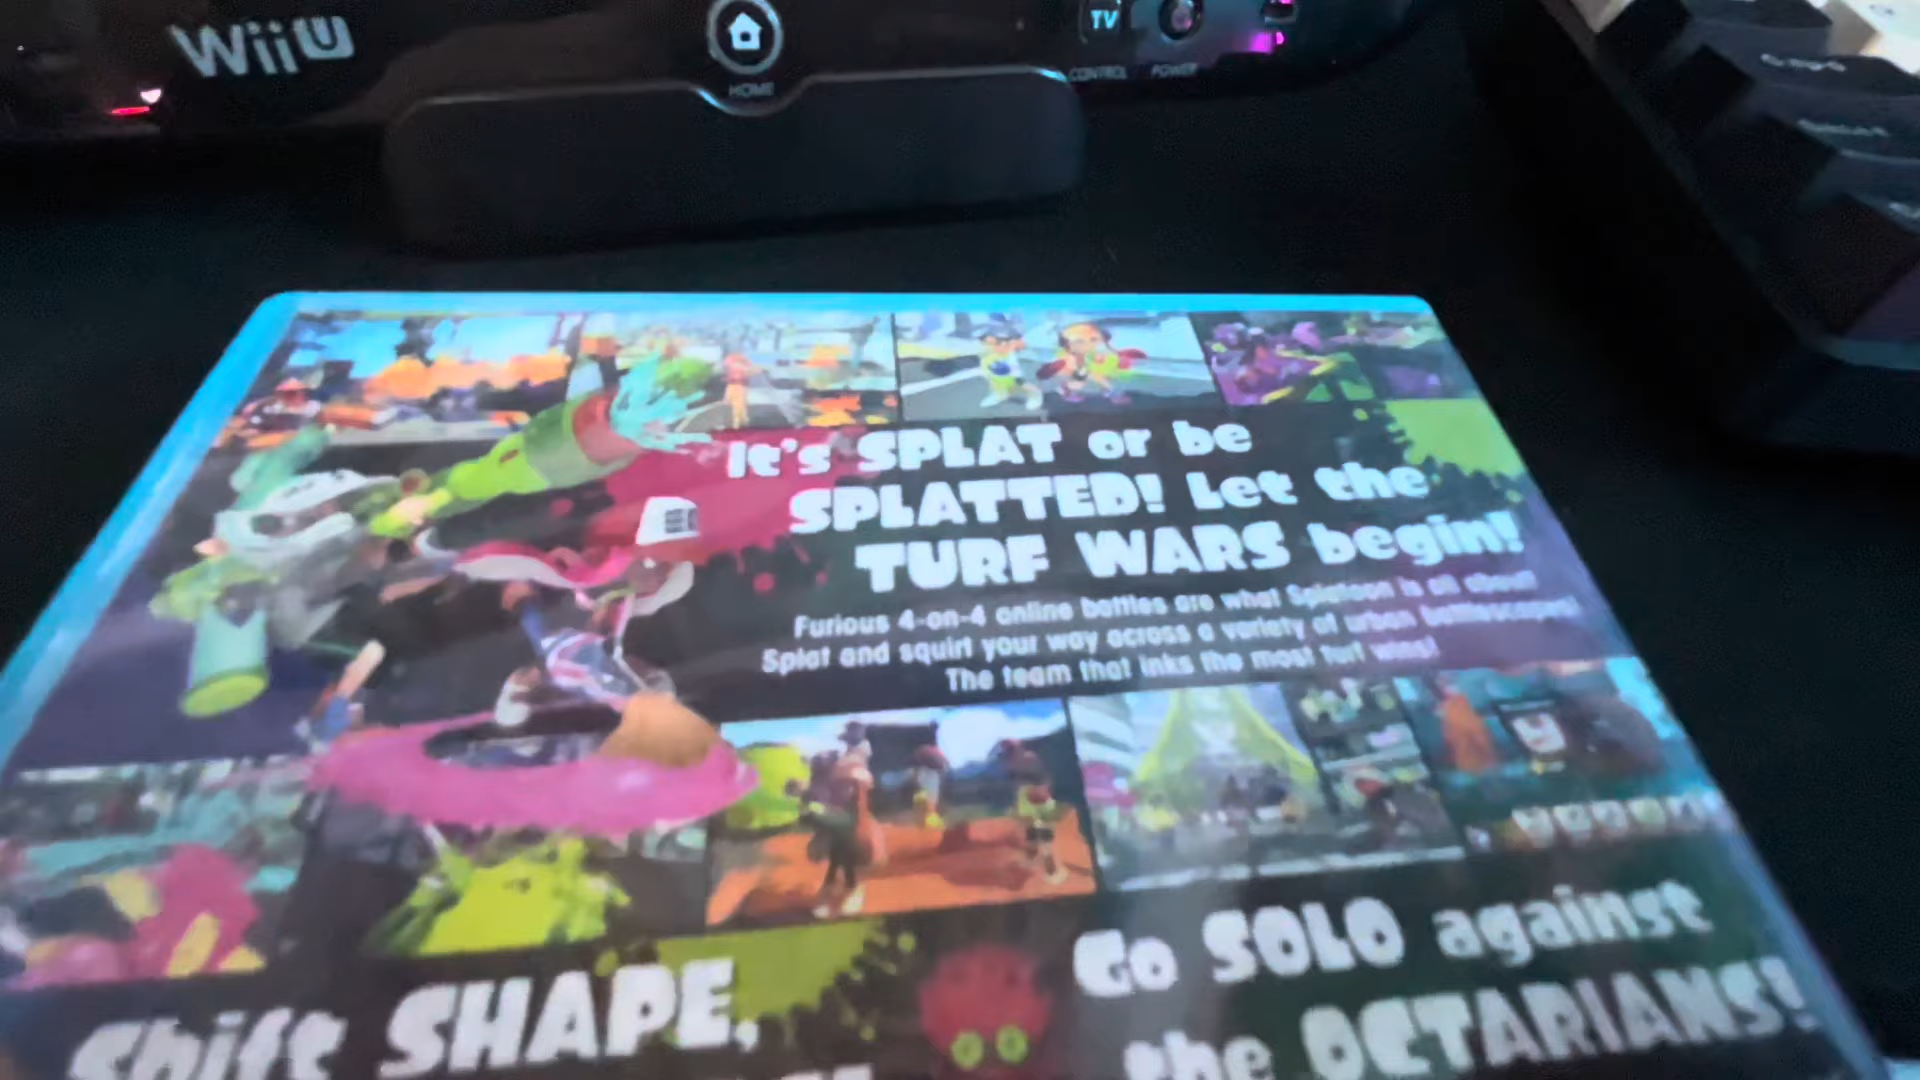 Wii U
HOME
TV
CONTROL POWER
It's SPLAT or be
SPLATTED! Let the
TURF WARS begin!
Furious 4-on-4 online battles are what Splatoon is all about!
Splat and squirt your way across a variety of urban battlescapes!
The team that inks the most turf wins!
Shift SHAPE,
Go SOLO against
the OCTARIANS!